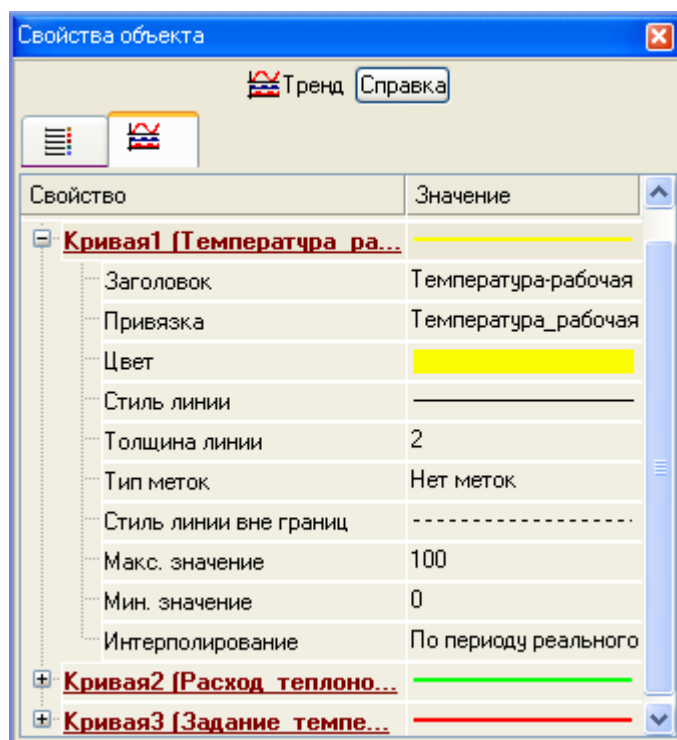 Свойства объекта
Тренд Справка
Свойство Значение
Кривая1 (Температура_ра...
Заголовок Температура-рабочая
Привязка Температура_рабочая
Цвет
Стиль линии
Толщина линии 2
Тип меток Нет меток
Стиль линии вне границ
Макс. значение 100
Мин. значение 0
Интерполирование По периоду реального
Кривая2 (Расход_теплоно...
Кривая3 (Задание_темпе...